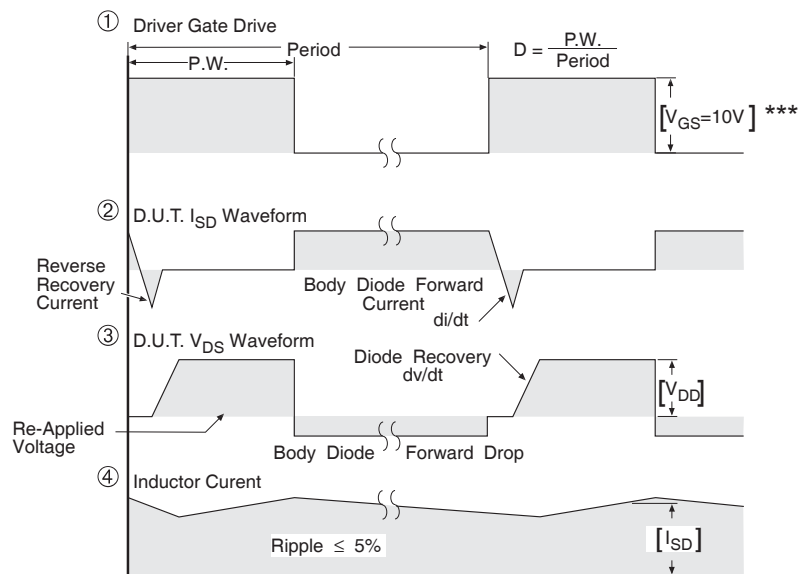 ① Driver Gate Drive
Period
P.W.
D = P.W. / Period
[VGS=10V] ***
② D.U.T. ISD Waveform
Reverse
Recovery
Current
Body Diode Forward
Current
di/dt
③ D.U.T. VDS Waveform
Diode Recovery
dv/dt
[VDD]
Re-Applied
Voltage
Body Diode Forward Drop
④ Inductor Curent
Ripple ≤ 5%
[ISD]